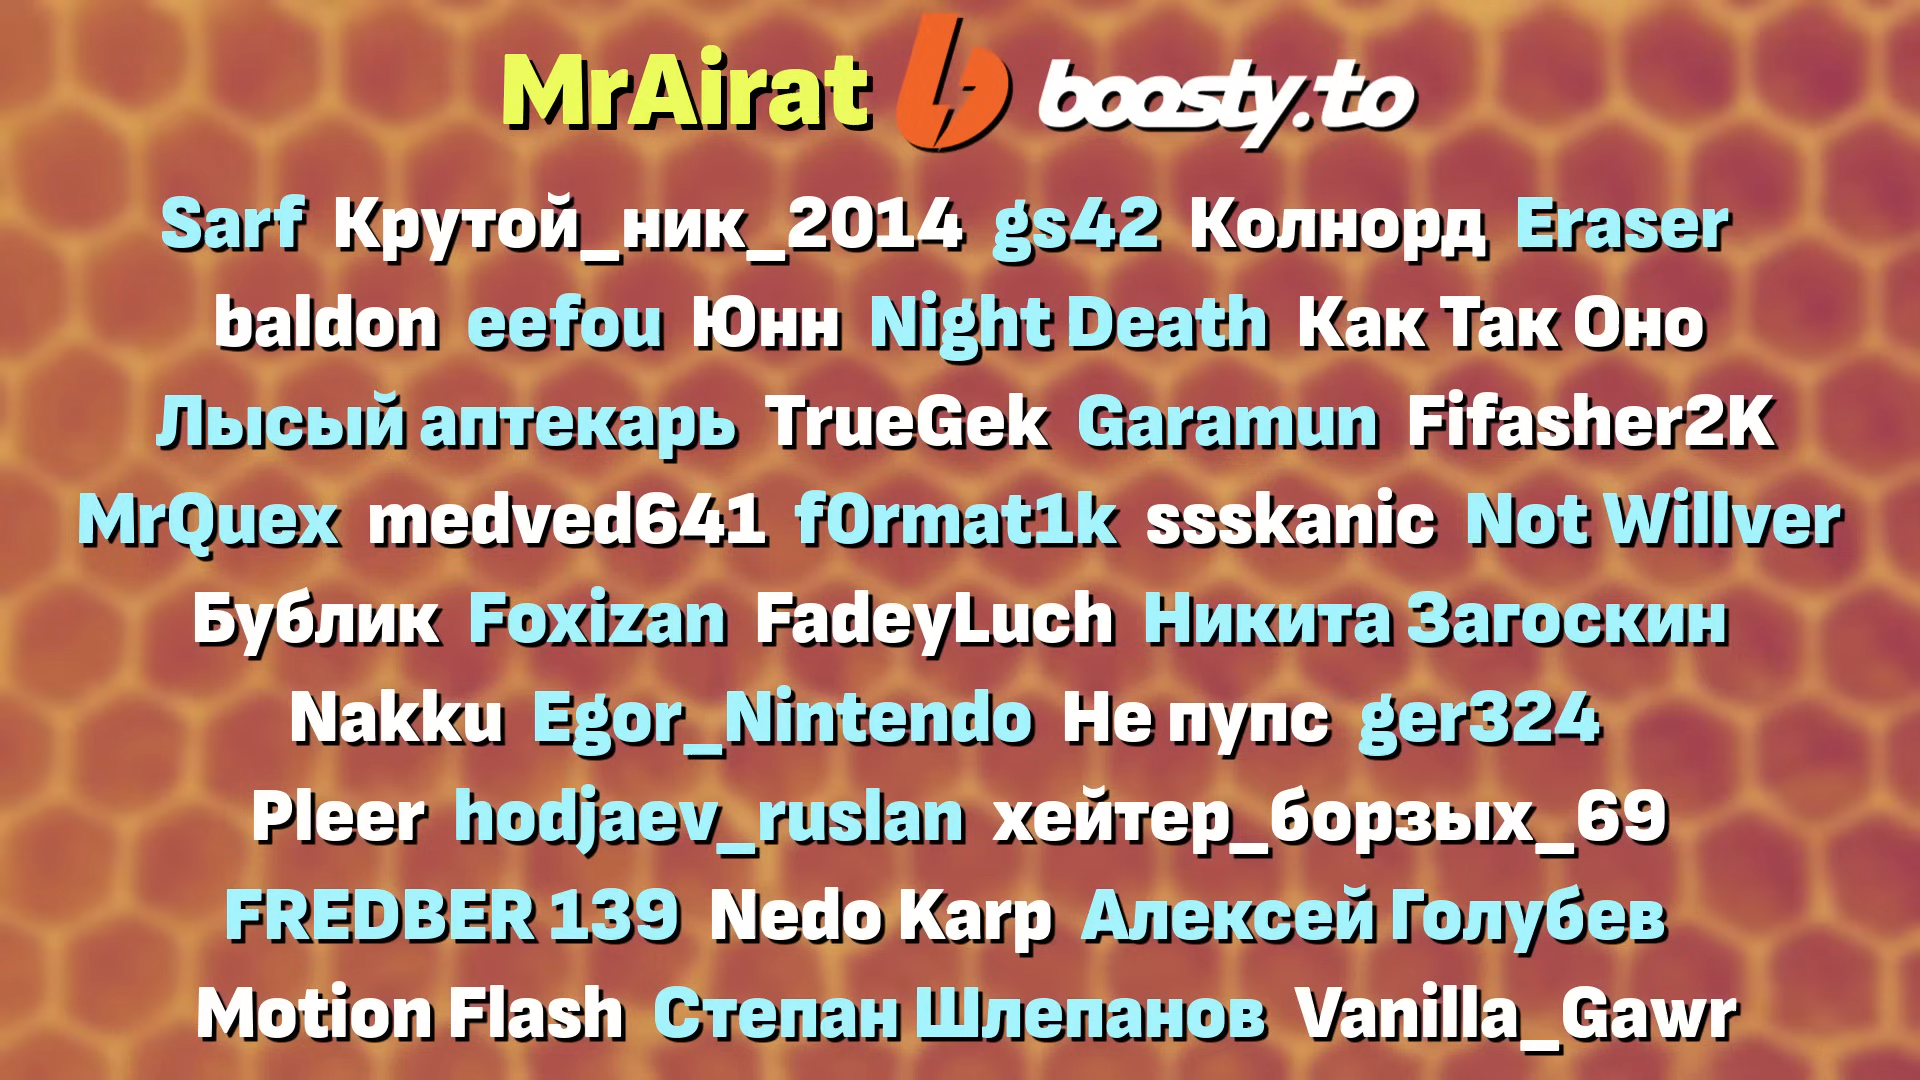 MrAirat boosty.to
Sarf Крутой_ник_2014 gs42 Колнорд Eraser
baldon eefou Юнн Night Death Как Так Оно
Лысый аптекарь TrueGek Garamun Fifasher2K
MrQuex medved641 f0rmat1k ssskanic Not Willver
Бублик Foxizan FadeyLuch Никита Загоскин
Nakku Egor_Nintendo Не пупс ger324
Pleer hodjaev_ruslan хейтер_борзых_69
FREDBER 139 Nedo Karp Алексей Голубев
Motion Flash Степан Шлепанов Vanilla_Gawr